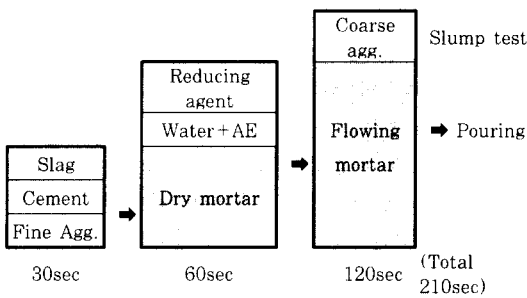 Slag
Cement
Fine Agg.
30sec
Reducing
agent
Water+AE
Dry mortar
60sec
Coarse
agg.
Flowing
mortar
120sec
Slump test
Pouring
(Total
210sec)